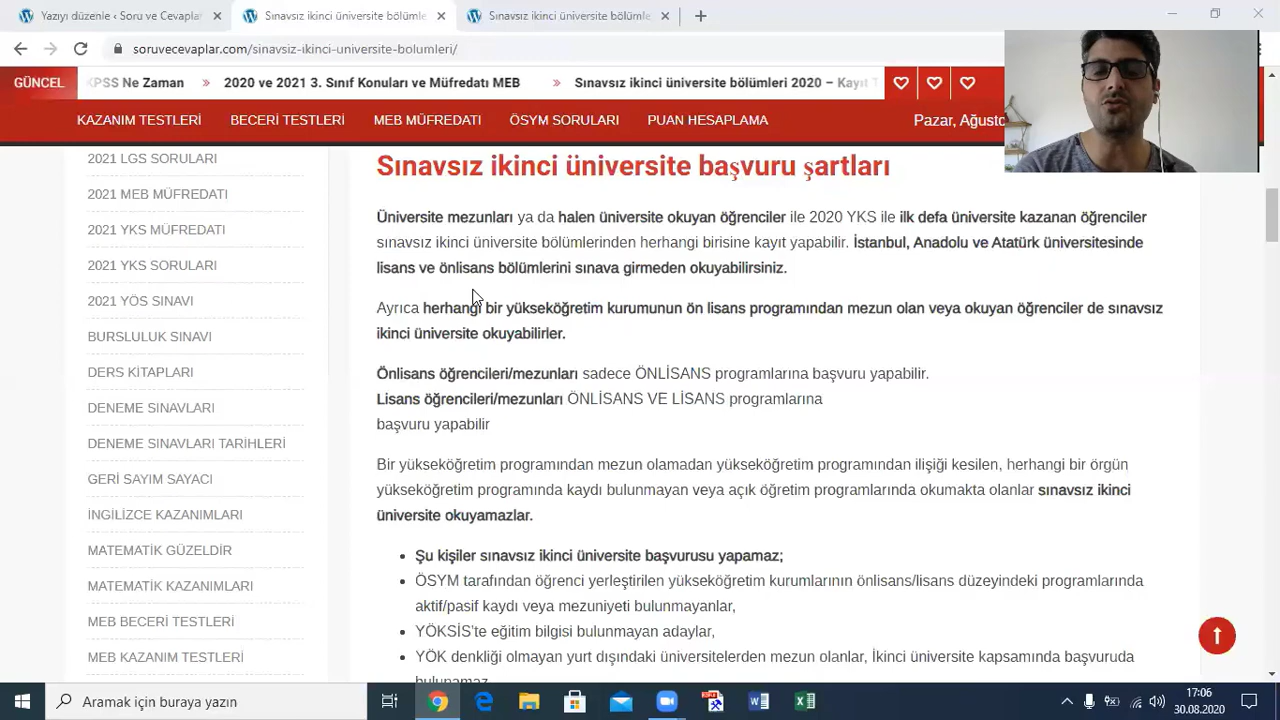 Yazıyı düzenle ‹ Soru ve Cevapla
Sınavsız ikinci üniversite bölümle
Sınavsız ikinci üniversite bölümle
soruvecevaplar.com/sinavsiz-ikinci-universite-bolumleri/
GÜNCEL
KPSS Ne Zaman » 2020 ve 2021 3. Sınıf Konuları ve Müfredatı MEB » Sınavsız ikinci üniversite bölümleri 2020 – Kayıt T
KAZANIM TESTLERİ BECERİ TESTLERİ MEB MÜFREDATI ÖSYM SORULARI PUAN HESAPLAMA Pazar, Ağusto
2021 LGS SORULARI
2021 MEB MÜFREDATI
2021 YKS MÜFREDATI
2021 YKS SORULARI
2021 YÖS SINAVI
BURSLULUK SINAVI
DERS KİTAPLARI
DENEME SINAVLARI
DENEME SINAVLARI TARİHLERİ
GERİ SAYIM SAYACI
İNGİLİZCE KAZANIMLARI
MATEMATİK GÜZELDİR
MATEMATİK KAZANIMLARI
MEB BECERİ TESTLERİ
MEB KAZANIM TESTLERİ
Sınavsız ikinci üniversite başvuru şartları
Üniversite mezunları ya da halen üniversite okuyan öğrenciler ile 2020 YKS ile ilk defa üniversite kazanan öğrenciler
sınavsız ikinci üniversite bölümlerinden herhangi birisine kayıt yapabilir. İstanbul, Anadolu ve Atatürk üniversitesinde
lisans ve önlisans bölümlerini sınava girmeden okuyabilirsiniz.
Ayrıca herhangi bir yükseköğretim kurumunun ön lisans programından mezun olan veya okuyan öğrenciler de sınavsız
ikinci üniversite okuyabilirler.
Önlisans öğrencileri/mezunları sadece ÖNLİSANS programlarına başvuru yapabilir.
Lisans öğrencileri/mezunları ÖNLİSANS VE LİSANS programlarına
başvuru yapabilir
Bir yükseköğretim programından mezun olamadan yükseköğretim programından ilişiği kesilen, herhangi bir örgün
yükseköğretim programında kaydı bulunmayan veya açık öğretim programlarında okumakta olanlar sınavsız ikinci
üniversite okuyamazlar.
• Şu kişiler sınavsız ikinci üniversite başvurusu yapamaz;
• ÖSYM tarafından öğrenci yerleştirilen yükseköğretim kurumlarının önlisans/lisans düzeyindeki programlarında
aktif/pasif kaydı veya mezuniyeti bulunmayanlar,
• YÖKSİS'te eğitim bilgisi bulunmayan adaylar,
• YÖK denkliği olmayan yurt dışındaki üniversitelerden mezun olanlar, İkinci üniversite kapsamında başvuruda
bulunamaz
Aramak için buraya yazın
17:06
30.08.2020